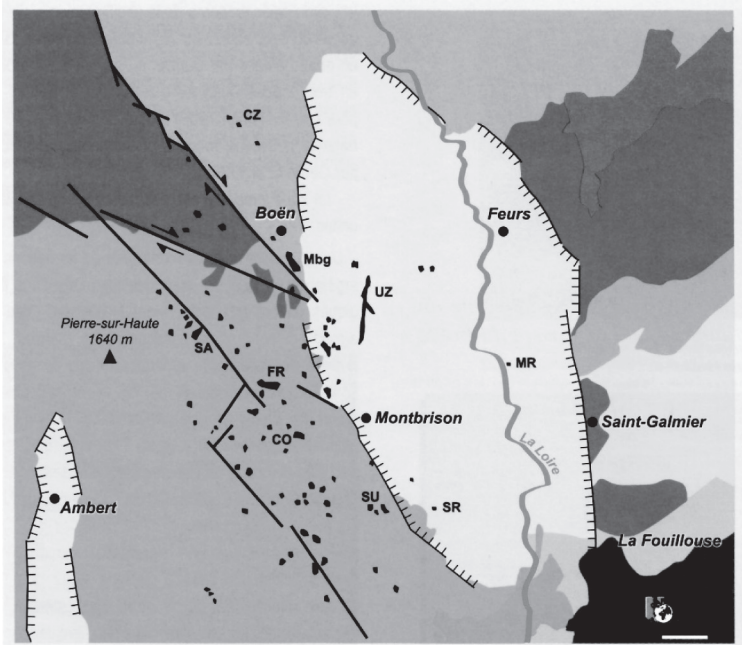 CZ
Boën
Feurs
Mbg
UZ
Pierre-sur-Haute
1640 m
SA
MR
FR
Montbrison
Saint-Galmier
CO
La Loire
Ambert
SU
SR
La Fouillouse